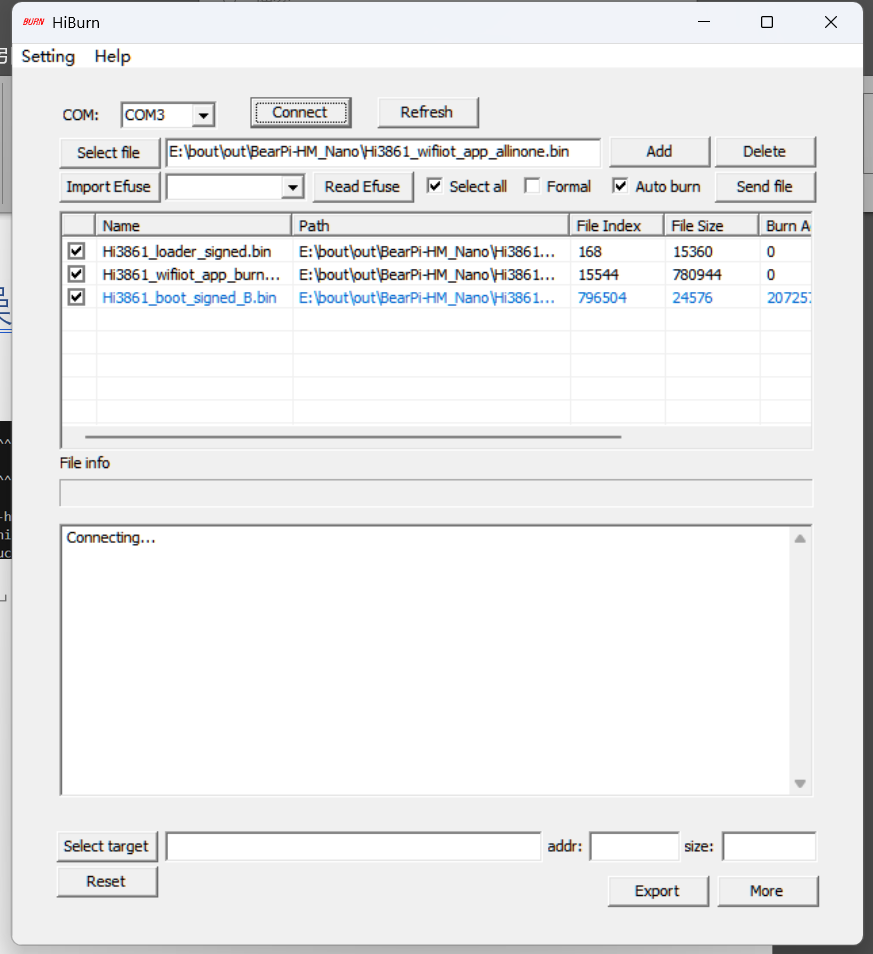 BURN HiBurn
Setting Help
COM: COM3 Connect Refresh
Select file E:\bout\out\BearPi-HM_Nano\Hi3861_wifiiot_app_allinone.bin Add Delete
Import Efuse Read Efuse Select all Formal Auto burn Send file
Name Path File Index File Size Burn A
Hi3861_loader_signed.bin E:\bout\out\BearPi-HM_Nano\Hi3861... 168 15360 0
Hi3861_wifiiot_app_burn... E:\bout\out\BearPi-HM_Nano\Hi3861... 15544 780944 0
Hi3861_boot_signed_B.bin E:\bout\out\BearPi-HM_Nano\Hi3861... 796504 24576 207257
File info
Connecting...
Select target addr: size:
Reset
Export More